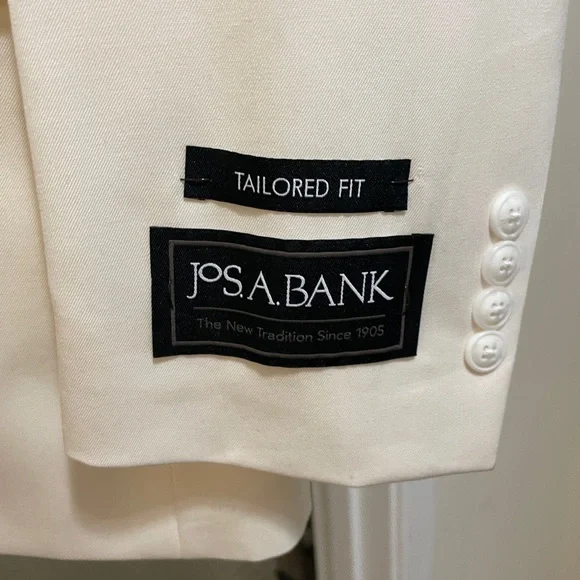 TAILORED FIT
JOS. A. BANK
The New Tradition Since 1905